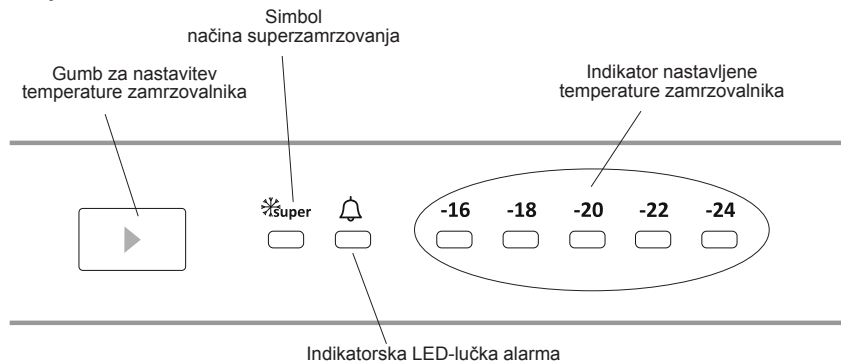 Simbol
načina superzamrzovanja
Gumb za nastavitev
temperature zamrzovalnika
Indikator nastavljene
temperature zamrzovalnika
super
-16 -18 -20 -22 -24
Indikatorska LED-lučka alarma